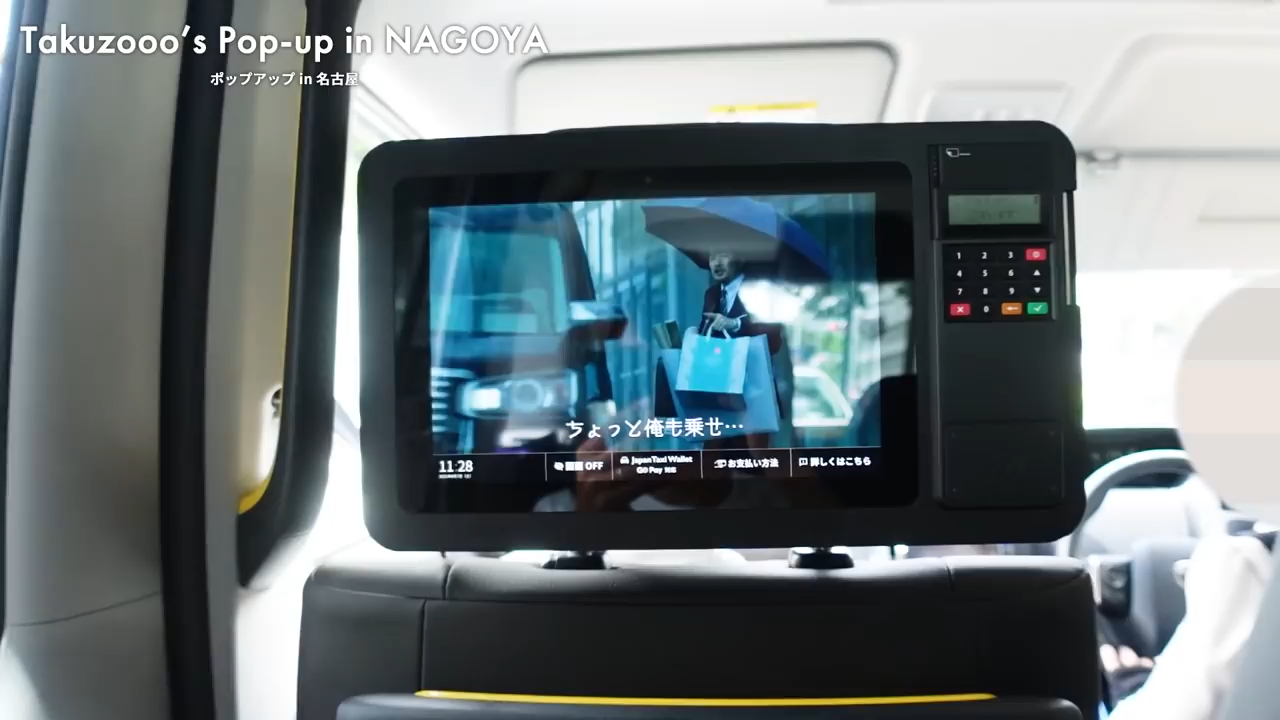 Takuzooo's Pop-up in NAGOYA
ポップアップ in 名古屋
ちょっと俺も乗せ…
11:28
画面 OFF
JapanTaxi Wallet
GO Pay
お支払い方法
詳しくはこちら
1 2 3
4 5 6
7 8 9
0